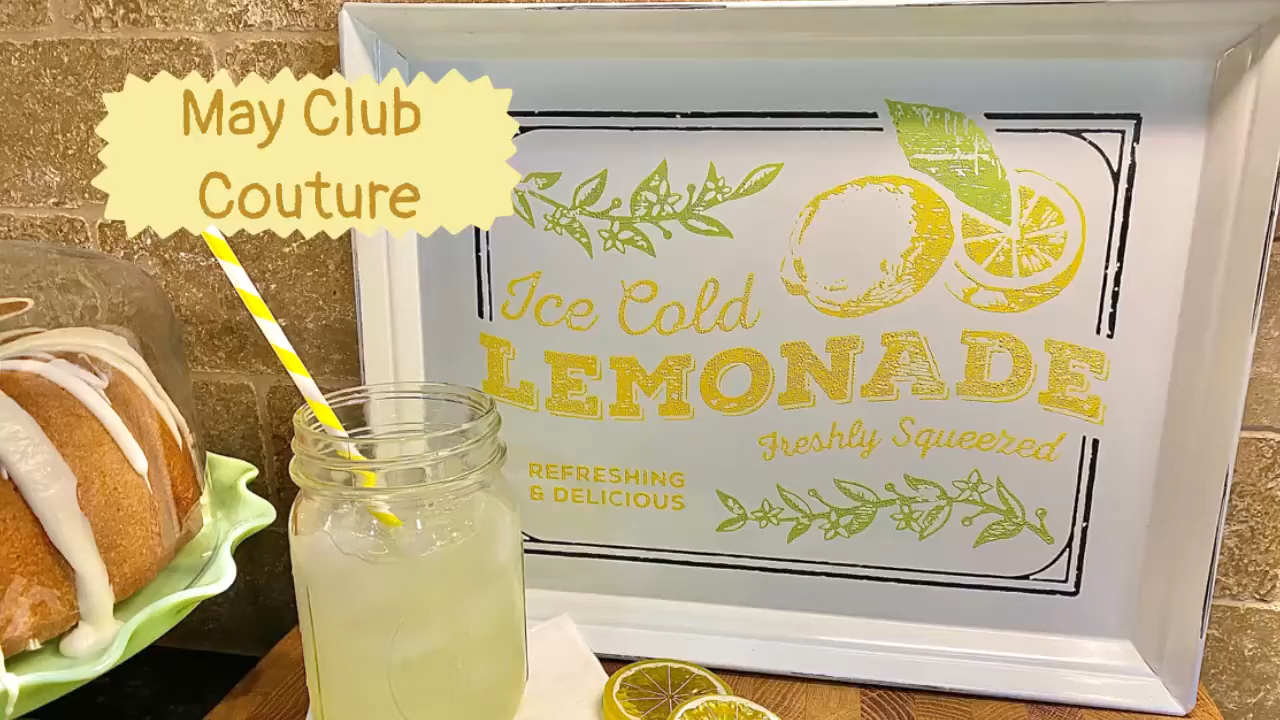 May Club
Couture
Ice Cold
LEMONADE
Freshly Squeezed
REFRESHING
& DELICIOUS